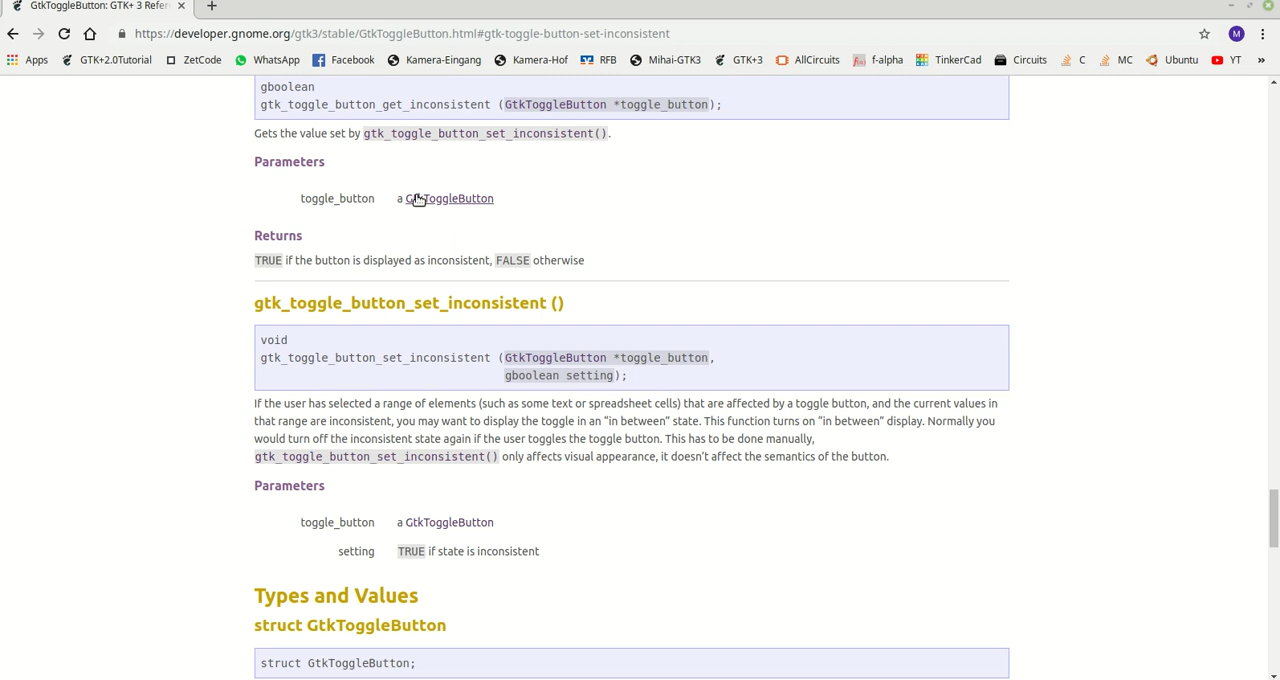 GtkToggleButton: GTK+ 3 Refer
https://developer.gnome.org/gtk3/stable/GtkToggleButton.html#gtk-toggle-button-set-inconsistent
M
Apps GTK+2.0Tutorial ZetCode WhatsApp Facebook Kamera-Eingang Kamera-Hof RFB Mihai-GTK3 GTK+3 AllCircuits f-alpha TinkerCad Circuits C MC Ubuntu YT »
gboolean
gtk_toggle_button_get_inconsistent (GtkToggleButton *toggle_button);
Gets the value set by gtk_toggle_button_set_inconsistent().
Parameters
toggle_button a GtkToggleButton
Returns
TRUE if the button is displayed as inconsistent, FALSE otherwise
gtk_toggle_button_set_inconsistent ()
void
gtk_toggle_button_set_inconsistent (GtkToggleButton *toggle_button,
gboolean setting);
If the user has selected a range of elements (such as some text or spreadsheet cells) that are affected by a toggle button, and the current values in
that range are inconsistent, you may want to display the toggle in an “in between” state. This function turns on “in between” display. Normally you
would turn off the inconsistent state again if the user toggles the toggle button. This has to be done manually,
gtk_toggle_button_set_inconsistent() only affects visual appearance, it doesn’t affect the semantics of the button.
Parameters
toggle_button a GtkToggleButton
setting TRUE if state is inconsistent
Types and Values
struct GtkToggleButton
struct GtkToggleButton;